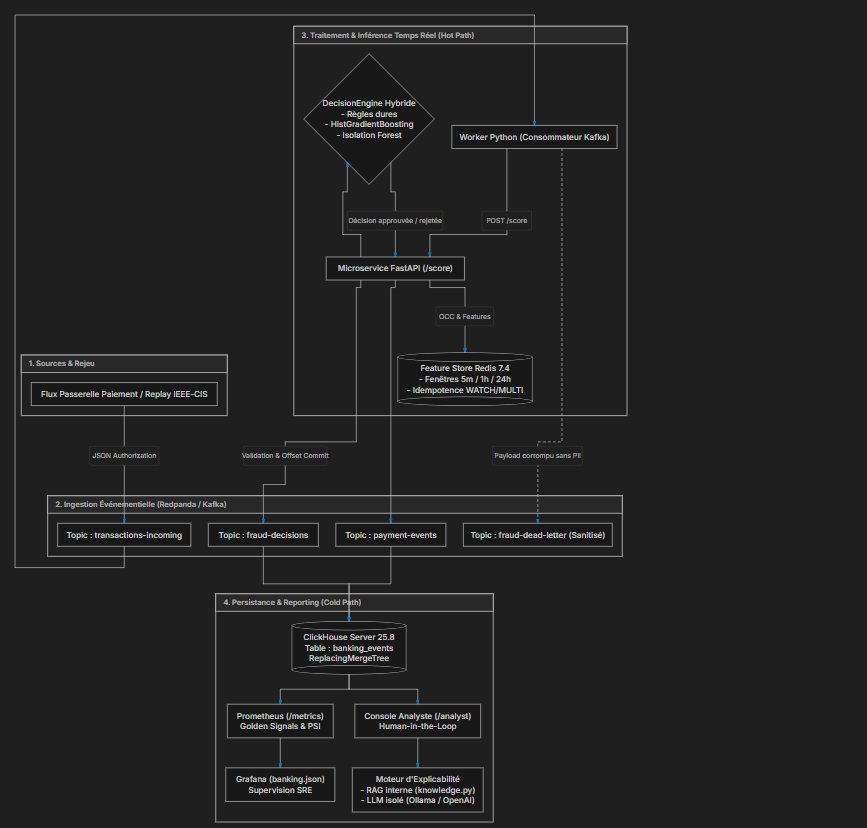 3. Traitement & Inférence Temps Réel (Hot Path)
DecisionEngine Hybride
- Règles dures
- HistGradientBoosting
- Isolation Forest
Worker Python (Consommateur Kafka)
Décision approuvée / rejetée
POST /score
Microservice FastAPI (/score)
OCC & Features
Feature Store Redis 7.4
- Fenêtres 5m / 1h / 24h
- Idempotence WATCH/MULTI
1. Sources & Rejeu
Flux Passerelle Paiement / Replay IEEE-CIS
JSON Authorization
Validation & Offset Commit
Payload corrompu sans PII
2. Ingestion Événementielle (Redpanda / Kafka)
Topic : transactions-incoming
Topic : fraud-decisions
Topic : payment-events
Topic : fraud-dead-letter (Sanitisé)
4. Persistance & Reporting (Cold Path)
ClickHouse Server 25.8
Table : banking_events
ReplacingMergeTree
Prometheus (/metrics)
Golden Signals & PSI
Console Analyste (/analyst)
Human-in-the-Loop
Grafana (banking.json)
Supervision SRE
Moteur d'Explicabilité
- RAG interne (knowledge.py)
- LLM isolé (Ollama / OpenAI)